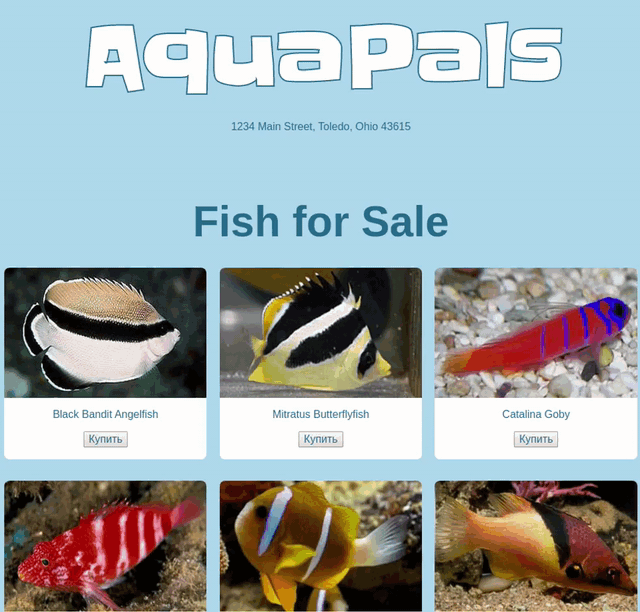 AquaPals
1234 Main Street, Toledo, Ohio 43615
Fish for Sale
Black Bandit Angelfish
Mitratus Butterflyfish
Catalina Goby
Купить
Купить
Купить